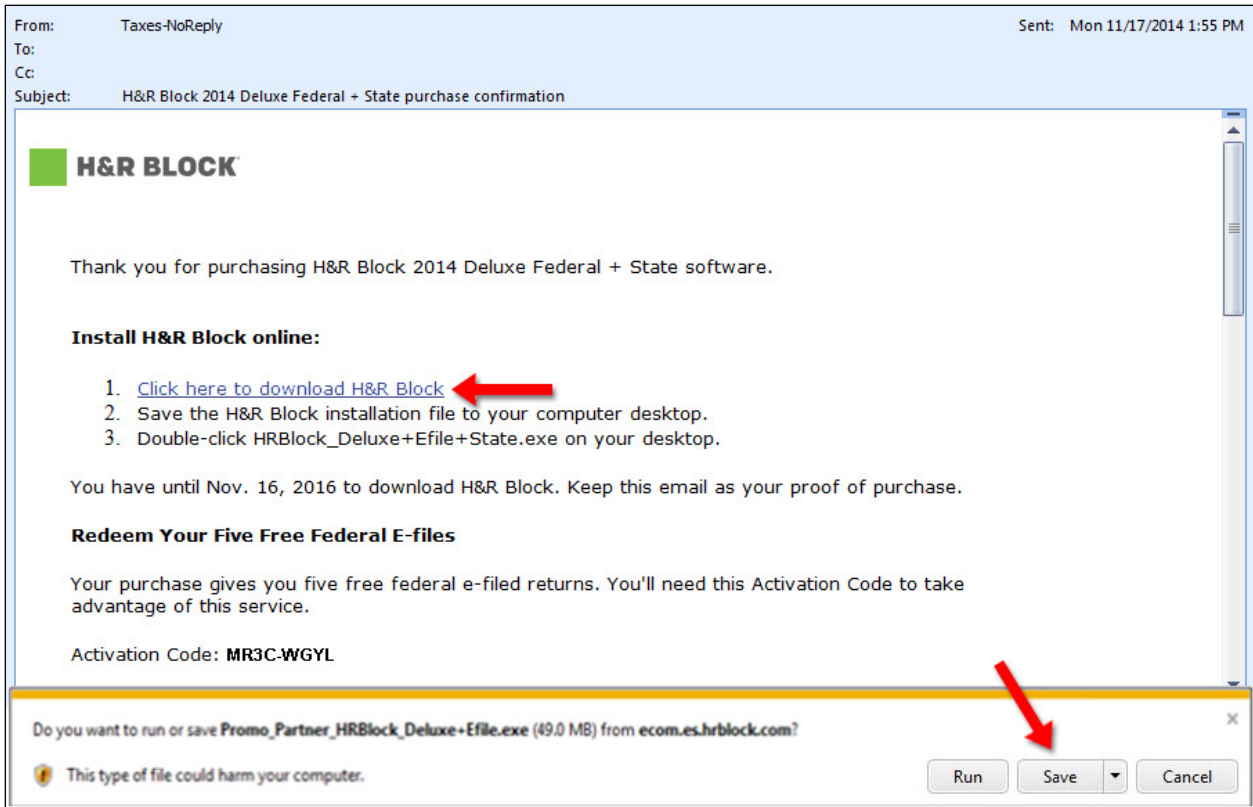 From: Taxes-NoReply Sent: Mon 11/17/2014 1:55 PM
To:
Cc:
Subject: H&R Block 2014 Deluxe Federal + State purchase confirmation
H&R BLOCK
Thank you for purchasing H&R Block 2014 Deluxe Federal + State software.
Install H&R Block online:
1. Click here to download H&R Block
2. Save the H&R Block installation file to your computer desktop.
3. Double-click HRBlock_Deluxe+Efile+State.exe on your desktop.
You have until Nov. 16, 2016 to download H&R Block. Keep this email as your proof of purchase.
Redeem Your Five Free Federal E-files
Your purchase gives you five free federal e-filed returns. You'll need this Activation Code to take
advantage of this service.
Activation Code: MR3C-WGYL
Do you want to run or save Promo_Partner_HRBlock_Deluxe+Efile.exe (49.0 MB) from ecom.es.hrblock.com?
This type of file could harm your computer.
Run Save Cancel